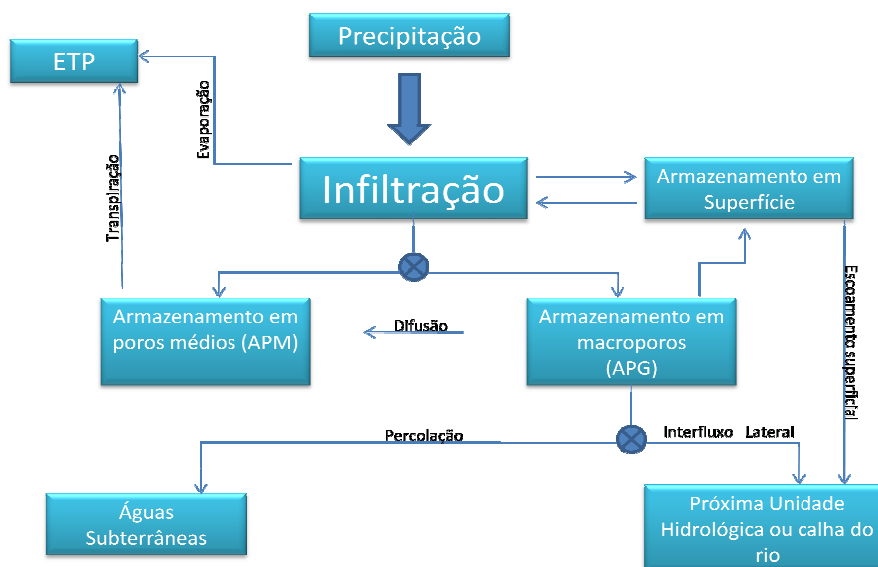 Precipitação
ETP
Evaporação
Transpiração
Infiltração
Armazenamento em
Superfície
Armazenamento em
poros médios (APM)
Difusão
Armazenamento em
macroporos
(APG)
Escoamento superficial
Percolação
Interfluxo Lateral
Águas
Subterrâneas
Próxima Unidade
Hidrológica ou calha do
rio